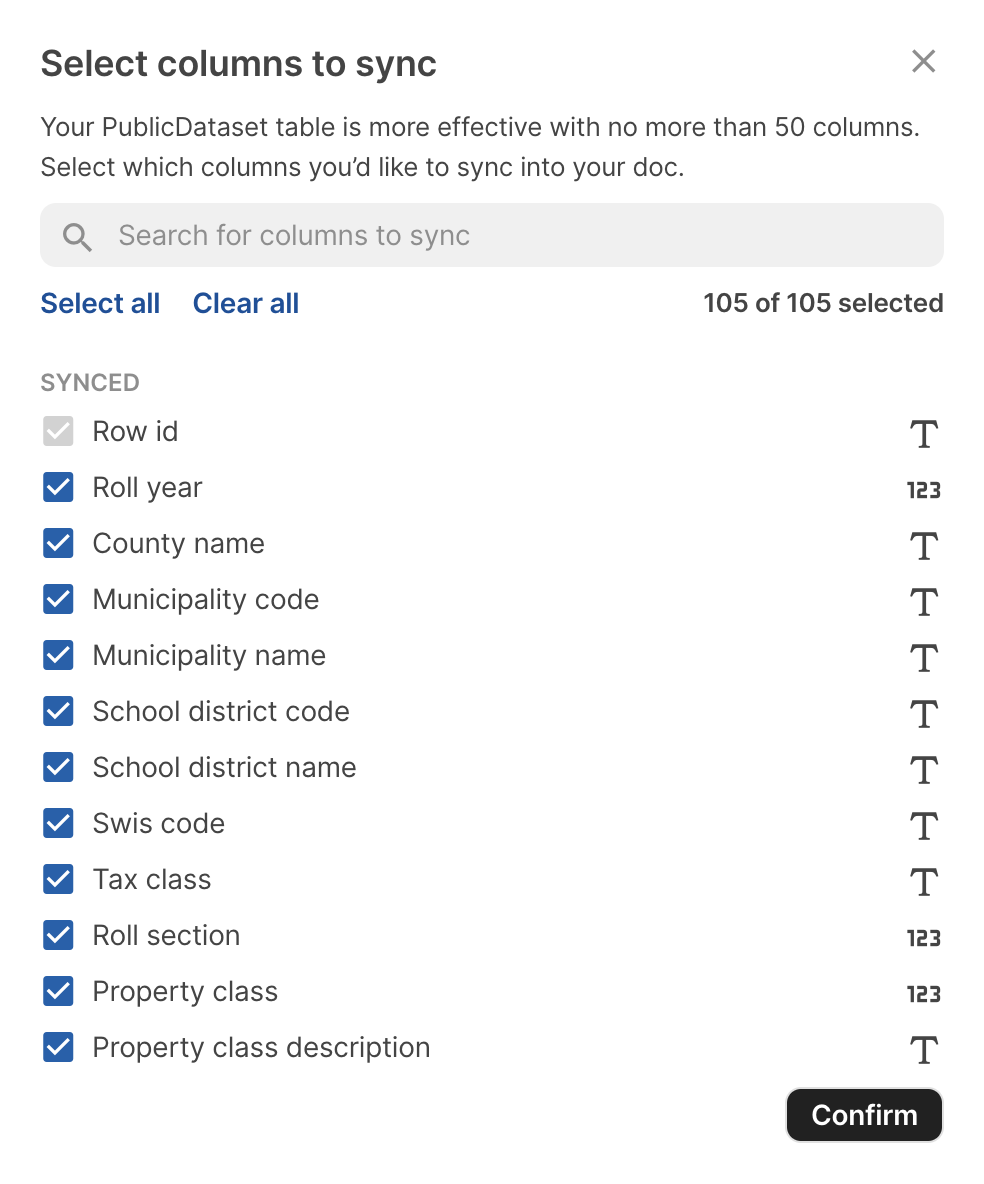 Select columns to sync
Your PublicDataset table is more effective with no more than 50 columns.
Select which columns you’d like to sync into your doc.
Search for columns to sync
Select all Clear all 105 of 105 selected
SYNCED
Row id T
Roll year 123
County name T
Municipality code T
Municipality name T
School district code T
School district name T
Swis code T
Tax class T
Roll section 123
Property class 123
Property class description T
Confirm